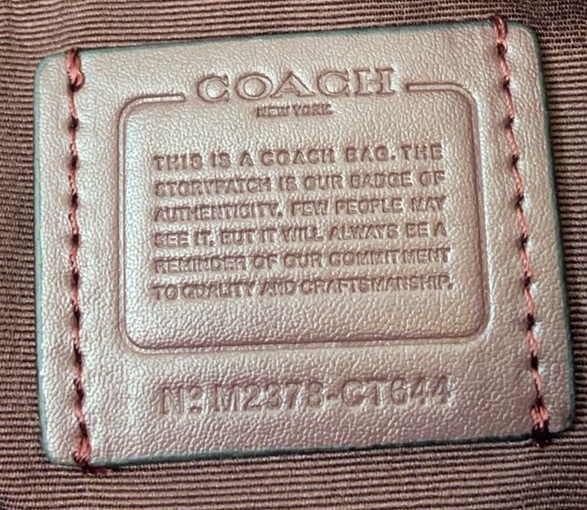 COACH
NEW YORK
THIS IS A COACH BAG. THE
STORYPATCH IS OUR BADGE OF
AUTHENTICITY. FEW PEOPLE MAY
SEE IT, BUT IT WILL ALWAYS BE A
REMINDER OF OUR COMMITMENT
TO QUALITY AND CRAFTSMANSHIP.
Nº M2378-CT644